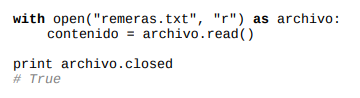 with open("remeras.txt", "r") as archivo:
    contenido = archivo.read()

print archivo.closed
# True